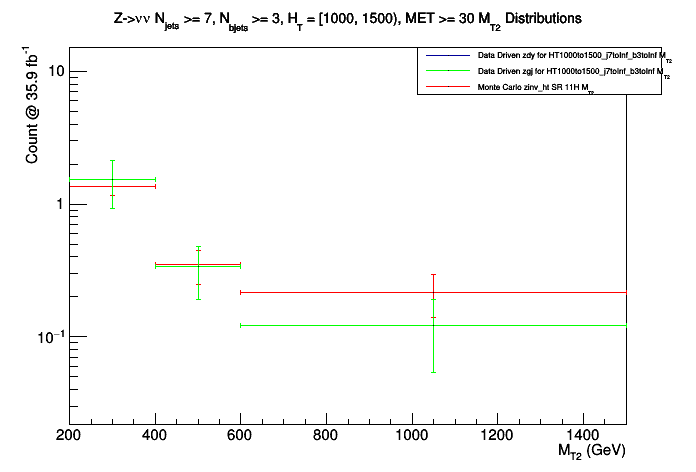 Z->νν N_jets >= 7, N_bjets >= 3, H_T = [1000, 1500), MET >= 30 M_T2 Distributions
Data Driven zdy for HT1000to1500_j7toInf_b3toInf M_T2
Data Driven zgj for HT1000to1500_j7toInf_b3toInf M_T2
Monte Carlo zinv_ht SR 11H M_T2
Count @ 35.9 fb^-1
10
1
10^−1
200 400 600 800 1000 1200 1400
M_T2 (GeV)